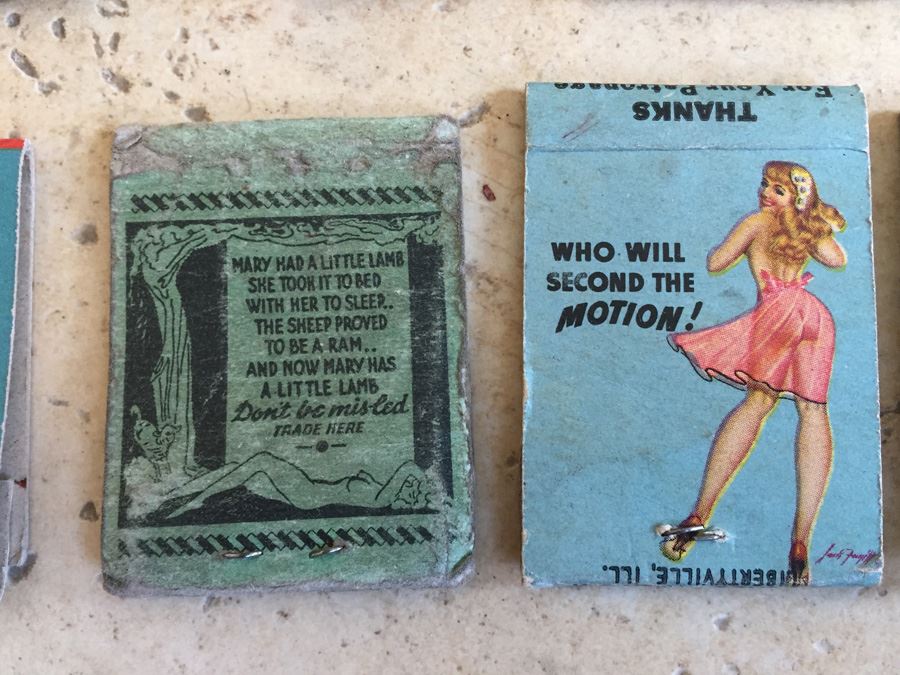 MARY HAD A LITTLE LAMB
SHE TOOK IT TO BED
WITH HER TO SLEEP..
THE SHEEP PROVED
TO BE A RAM..
AND NOW MARY HAS
A LITTLE LAMB
Don't be mis-led
TRADE HERE
THANKS
For Your Patronage
WHO WILL
SECOND THE
MOTION!
IBERTYVILLE, ILL.